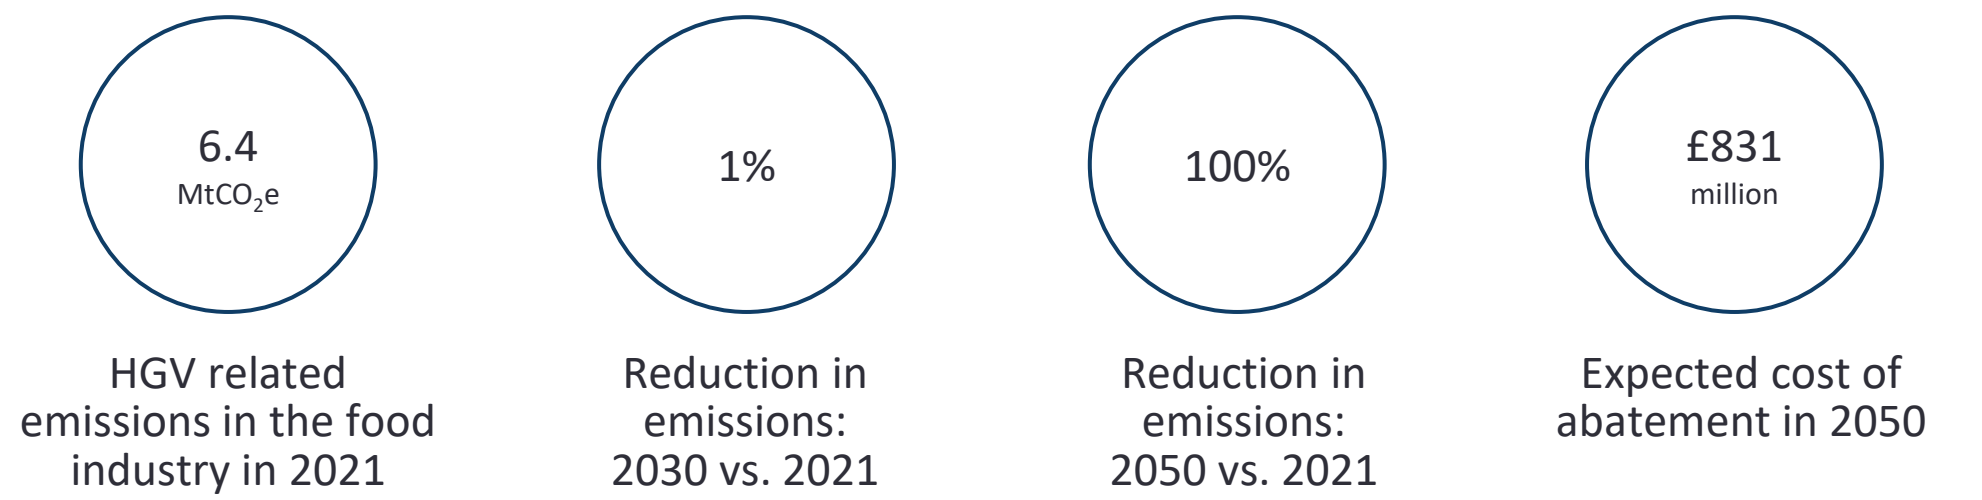 6.4
MtCO₂e
HGV related
emissions in the food
industry in 2021
1%
Reduction in
emissions:
2030 vs. 2021
100%
Reduction in
emissions:
2050 vs. 2021
£831
million
Expected cost of
abatement in 2050